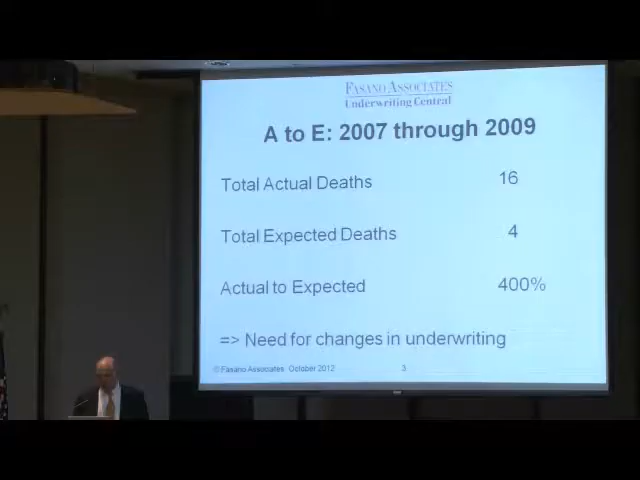 FASANO ASSOCIATES
Underwriting Central
A to E: 2007 through 2009
Total Actual Deaths 16
Total Expected Deaths 4
Actual to Expected 400%
=> Need for changes in underwriting
© Fasano Associates October 2012 3